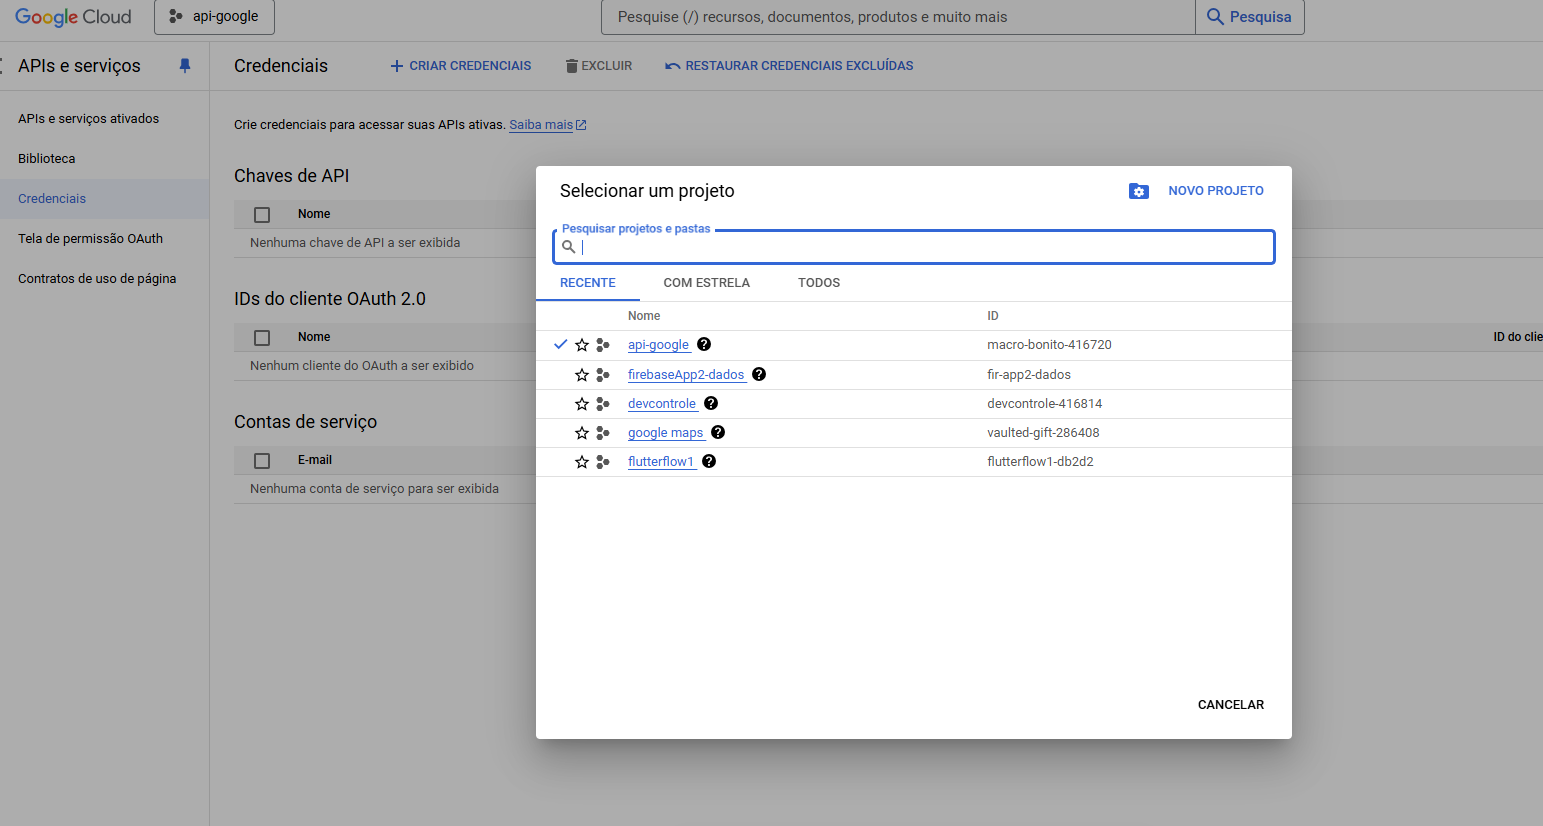 Google Cloud
api-google
Pesquise (/) recursos, documentos, produtos e muito mais
Pesquisa
APIs e serviços
Credenciais
CRIAR CREDENCIAIS
EXCLUIR
RESTAURAR CREDENCIAIS EXCLUÍDAS
APIs e serviços ativados
Biblioteca
Credenciais
Tela de permissão OAuth
Contratos de uso de página
Crie credenciais para acessar suas APIs ativas. Saiba mais
Chaves de API
Nome
Nenhuma chave de API a ser exibida
IDs do cliente OAuth 2.0
Nome
ID do clie
Nenhum cliente do OAuth a ser exibido
Contas de serviço
E-mail
Nenhuma conta de serviço para ser exibida
Selecionar um projeto
NOVO PROJETO
Pesquisar projetos e pastas
RECENTE COM ESTRELA TODOS
Nome ID
api-google macro-bonito-416720
firebaseApp2-dados fir-app2-dados
devcontrole devcontrole-416814
google maps vaulted-gift-286408
flutterflow1 flutterflow1-db2d2
CANCELAR